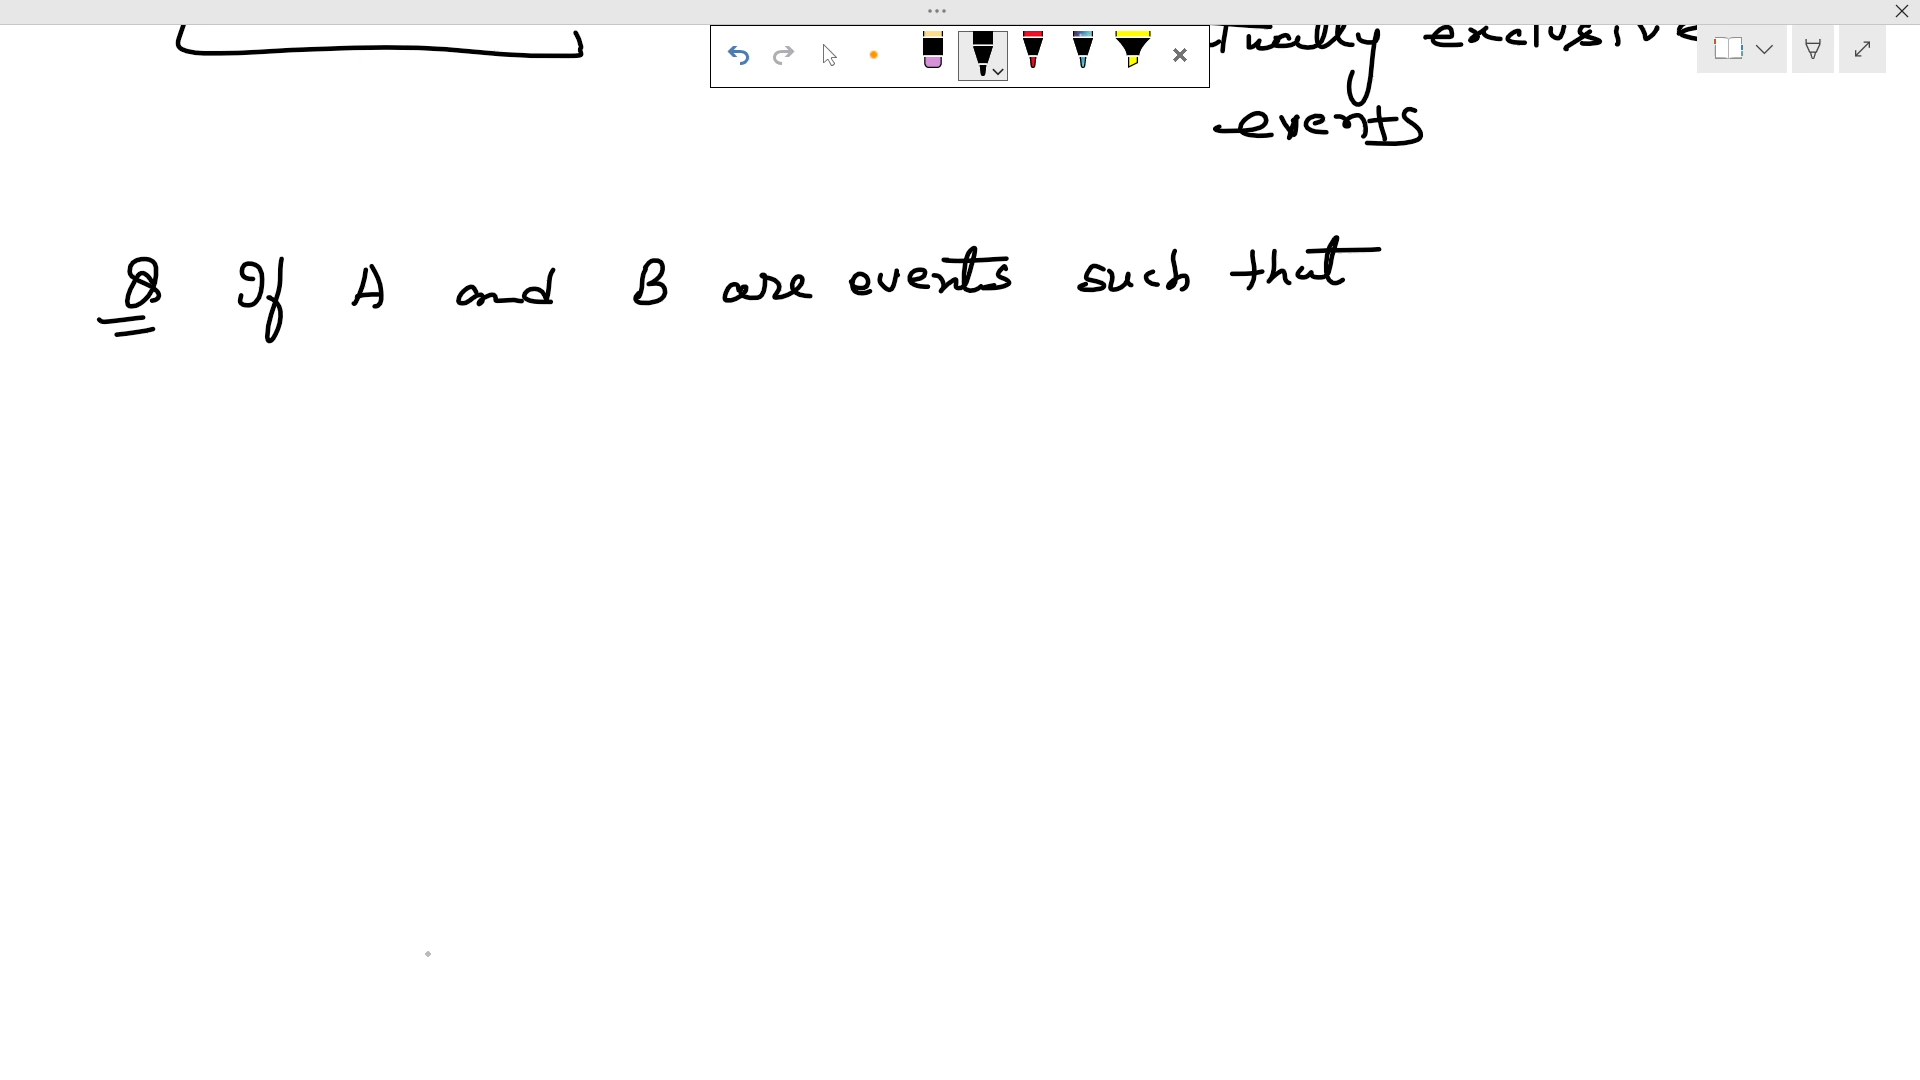 exclusive
events
Q If A and B are events such that